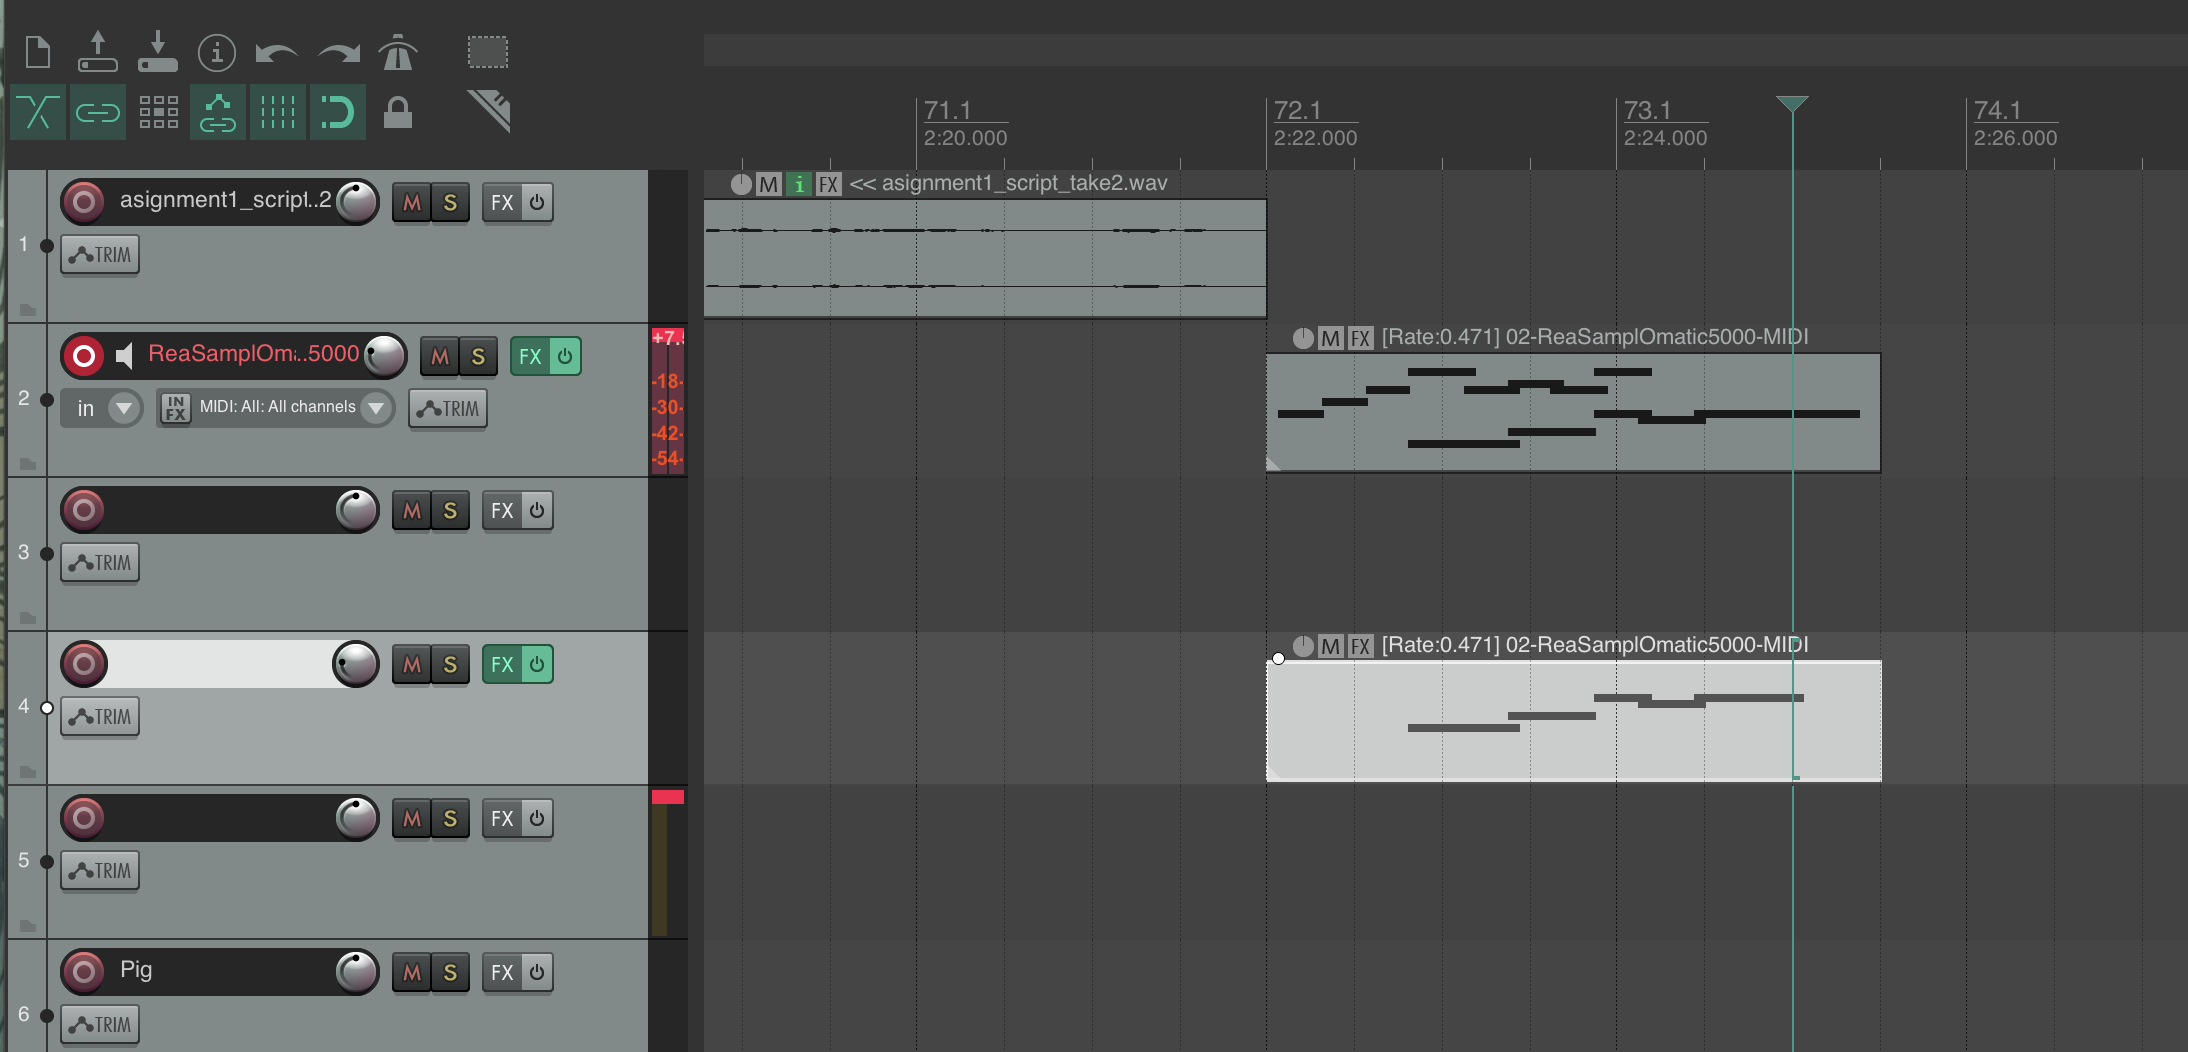 71.1
2:20.000
72.1
2:22.000
73.1
2:24.000
74.1
2:26.000
1
asignment1_script..2
M S FX
TRIM
M i FX << asignment1_script_take2.wav
2
ReaSamplOm...5000
M S FX
in
IN FX
MIDI: All: All channels
TRIM
+7.
-18-
-30-
-42-
-54-
M FX [Rate:0.471] 02-ReaSamplOmatic5000-MIDI
3
M S FX
TRIM
4
M S FX
TRIM
M FX [Rate:0.471] 02-ReaSamplOmatic5000-MIDI
5
M S FX
TRIM
6
Pig
M S FX
TRIM